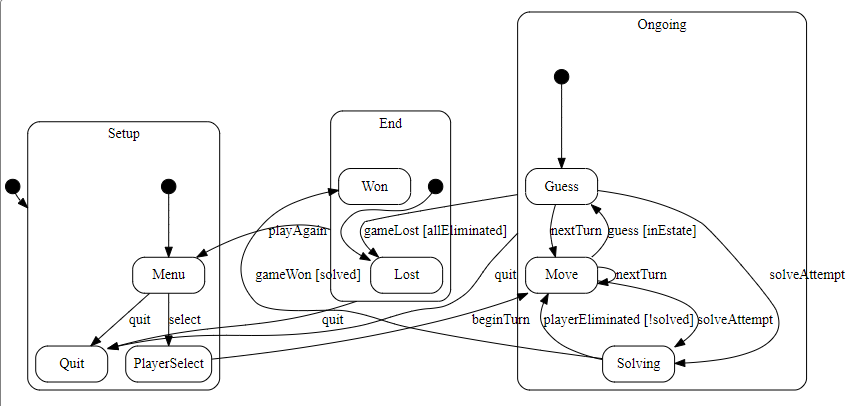 Ongoing
Setup
End
Won
Guess
playAgain
gameLost [allEliminated]
nextTurn
guess [inEstate]
Menu
gameWon [solved]
Lost
quit
Move
nextTurn
solveAttempt
quit
select
quit
beginTurn
playerEliminated [!solved]
solveAttempt
Quit
PlayerSelect
Solving